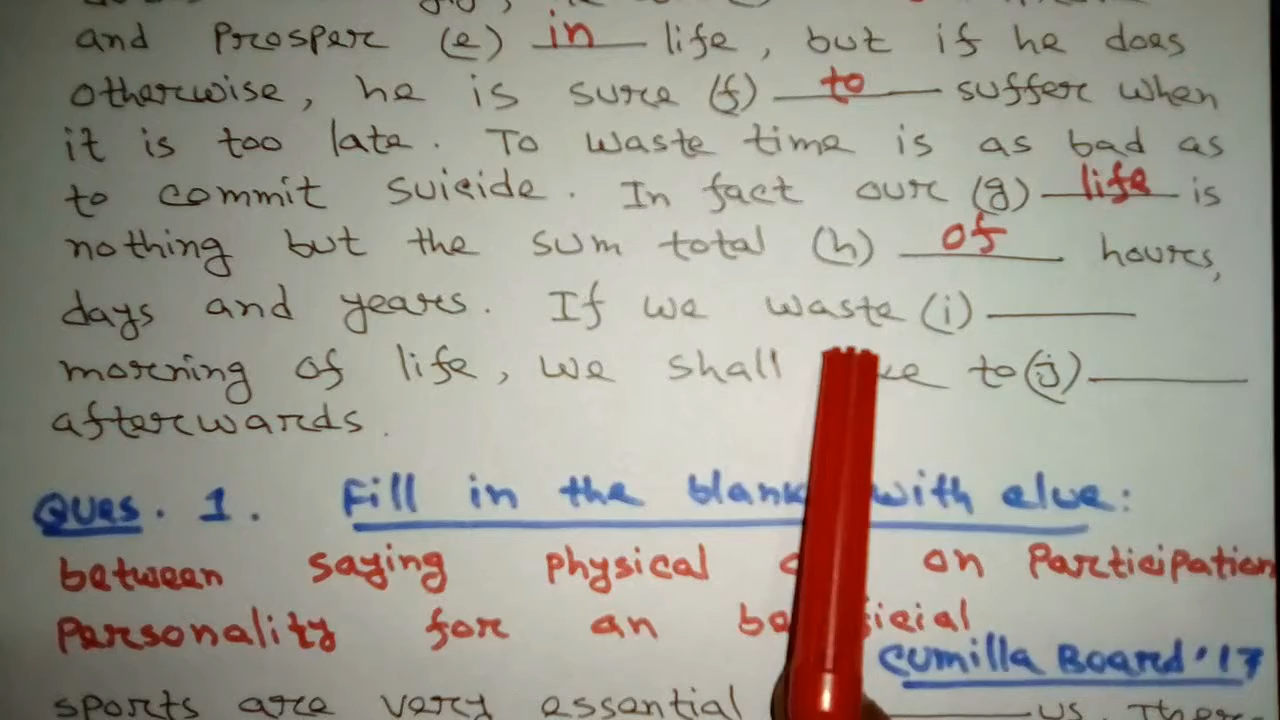 and prosper (e) in life, but if he does
otherwise, he is sure (f) to suffer when
it is too late. To waste time is as bad as
to commit suicide. In fact our (g) life is
nothing but the sum total (h) of hours,
days and years. If we waste (i) ______
morning of life, we shall to (j) ______
afterwards.
Ques. 1. Fill in the blank with clue:
between saying physical on participation
personality for an
Cumilla Board '17
sports are very essential ______ us. There